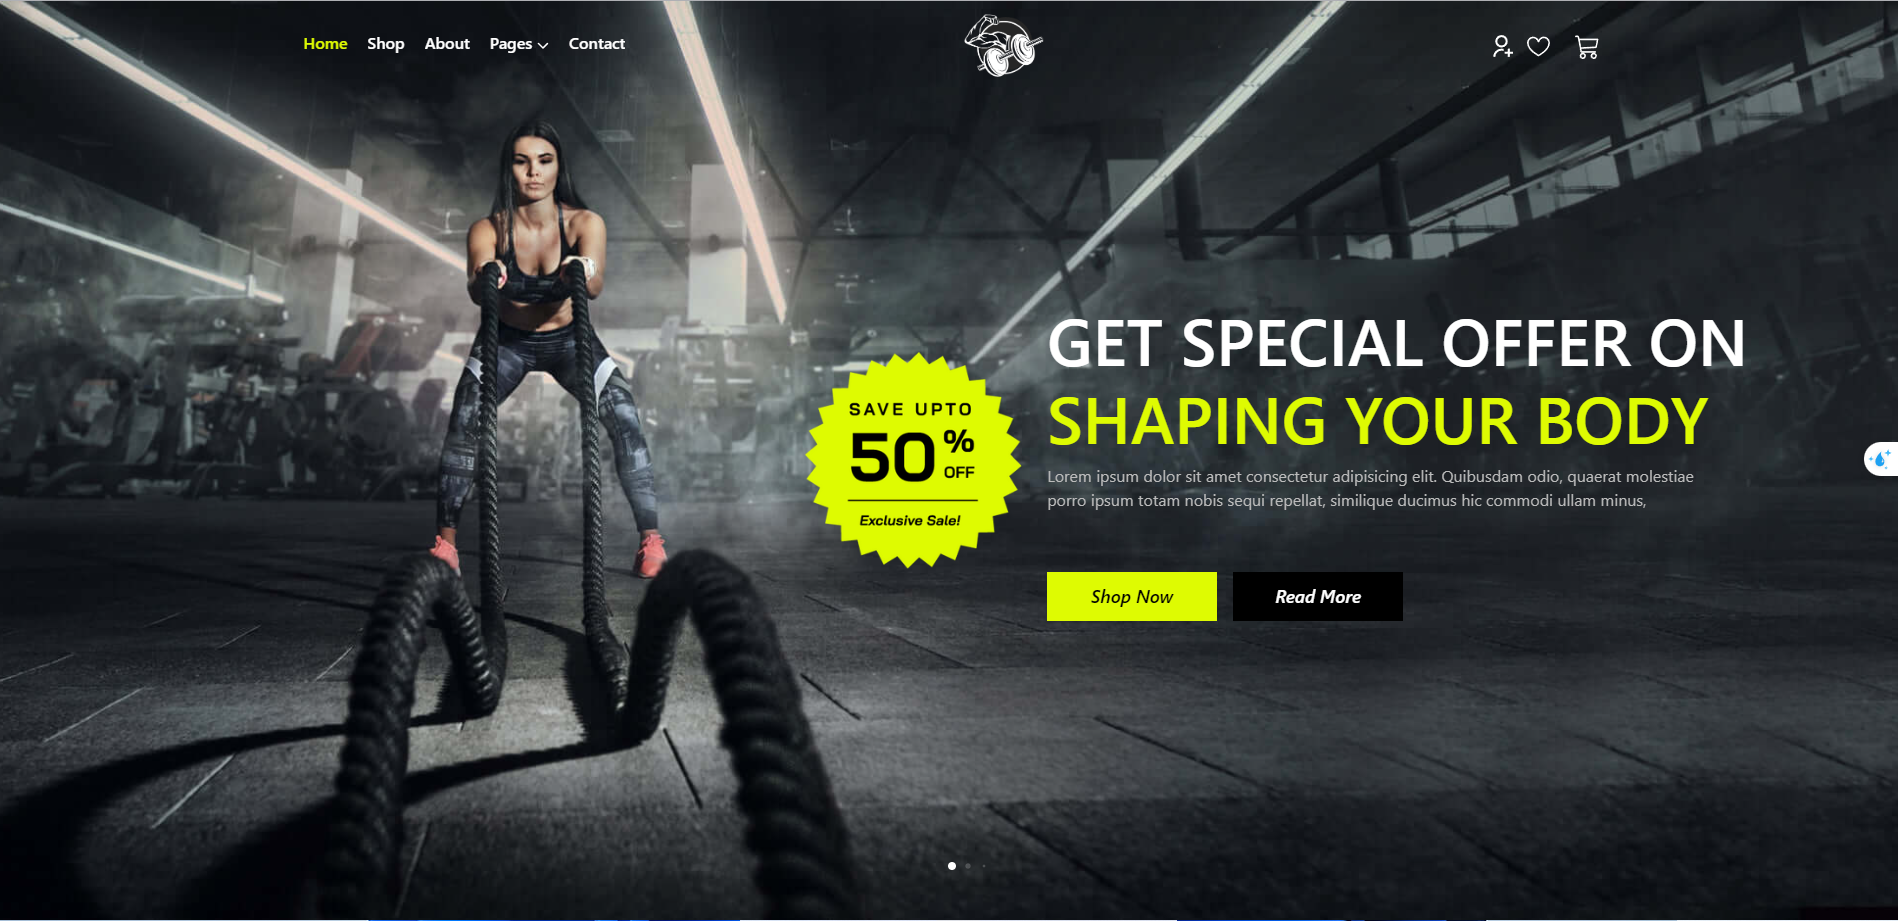 Home Shop About Pages Contact
GET SPECIAL OFFER ON
SHAPING YOUR BODY
SAVE UPTO
50%
OFF
Exclusive Sale!
Lorem ipsum dolor sit amet consectetur adipisicing elit. Quibusdam odio, quaerat molestiae
porro ipsum totam nobis sequi repellat, similique ducimus hic commodi ullam minus,
Shop Now Read More